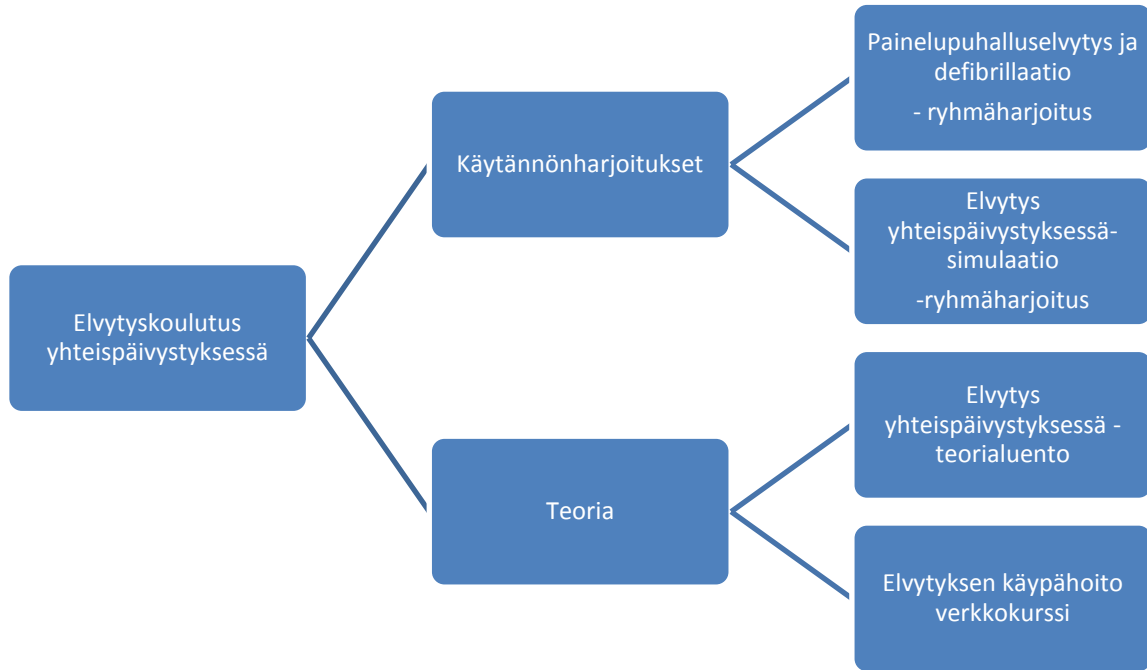 Elvytyskoulutus
yhteispäivystyksessä
Käytännönharjoitukset
Painelupuhalluselvytys ja
defibrillaatio
- ryhmäharjoitus
Elvytys
yhteispäivystyksessä-
simulaatio
-ryhmäharjoitus
Teoria
Elvytys
yhteispäivystyksessä -
teorialuento
Elvytyksen käypähoito
verkkokurssi